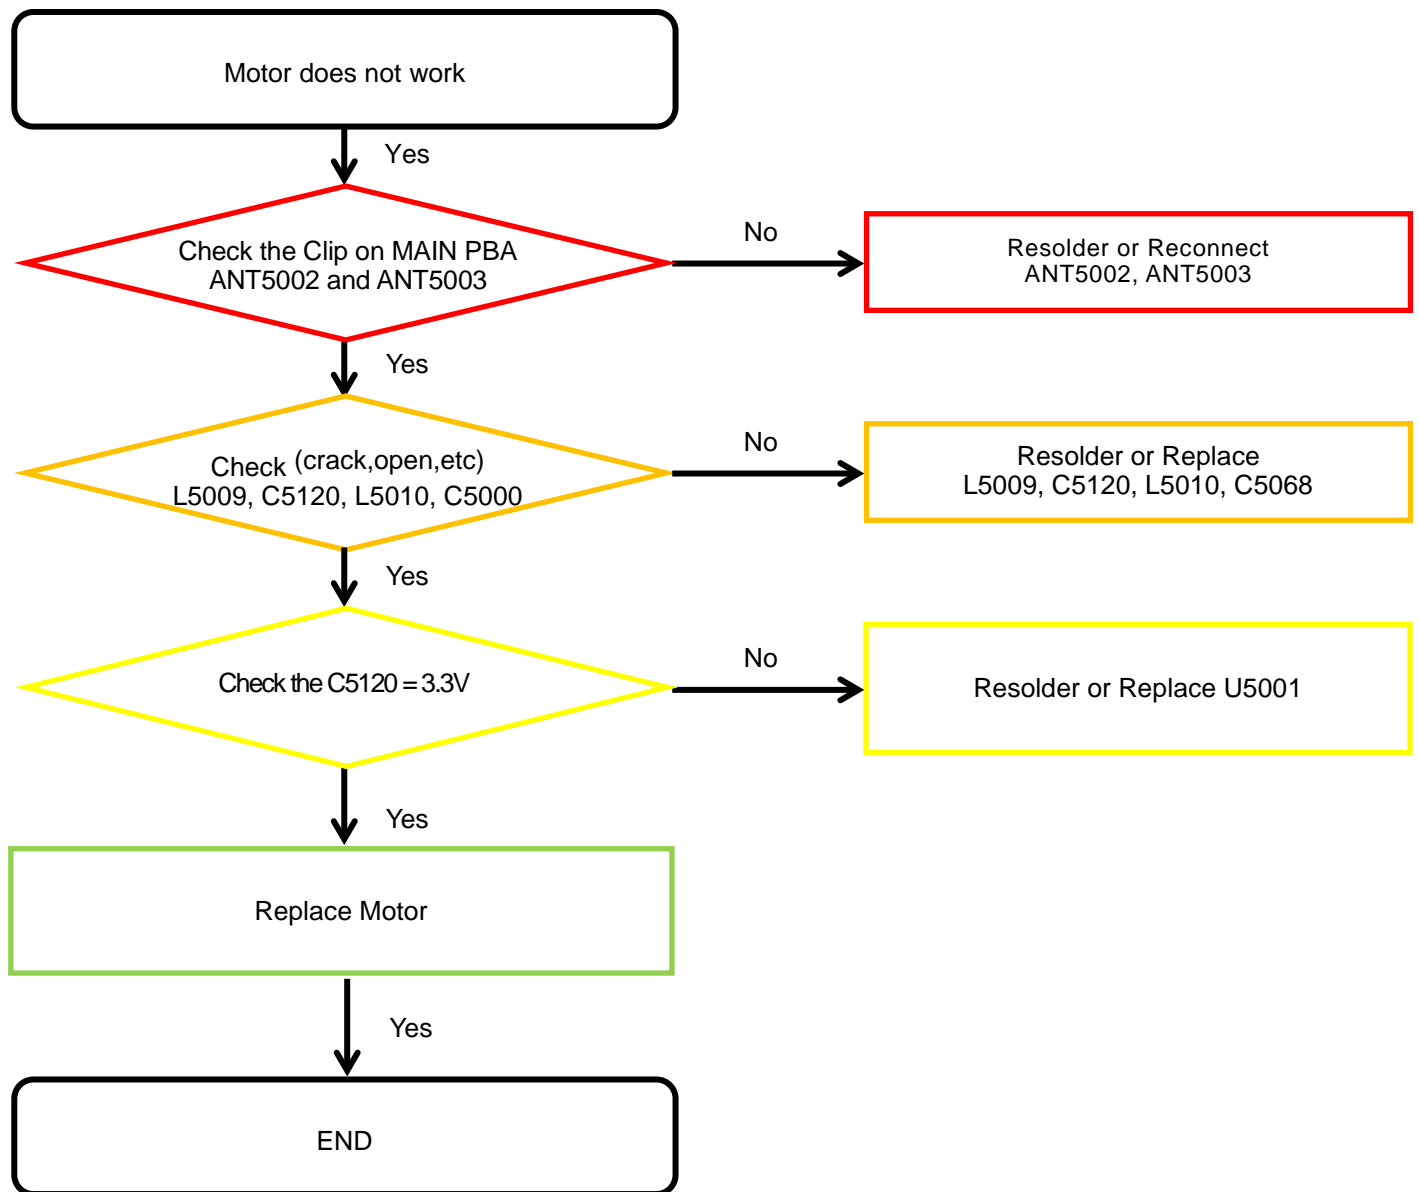 Motor does not work
Yes
Check the Clip on MAIN PBA
ANT5002 and ANT5003
No
Resolder or Reconnect
ANT5002, ANT5003
Yes
Check (crack,open,etc)
L5009, C5120, L5010, C5000
No
Resolder or Replace
L5009, C5120, L5010, C5068
Yes
Check the C5120 = 3.3V
No
Resolder or Replace U5001
Yes
Replace Motor
Yes
END